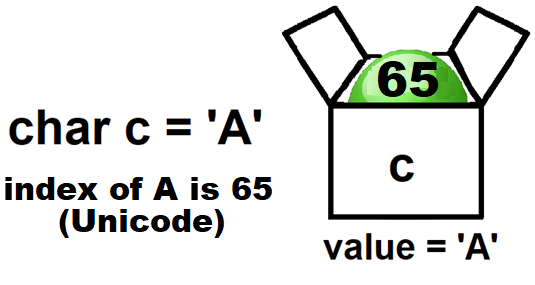 char c = 'A'
index of A is 65
(Unicode)
65
c
value = 'A'